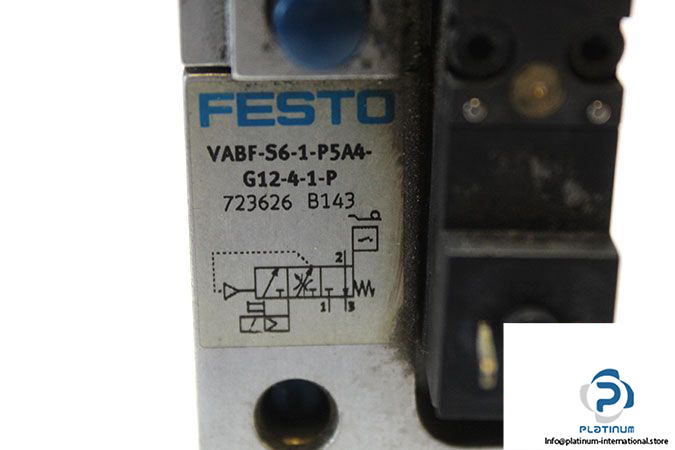 FESTO
VABF-S6-1-P5A4-
G12-4-1-P
723626 B143
2
1 3
PLATINUM
Info@platinum-international.store